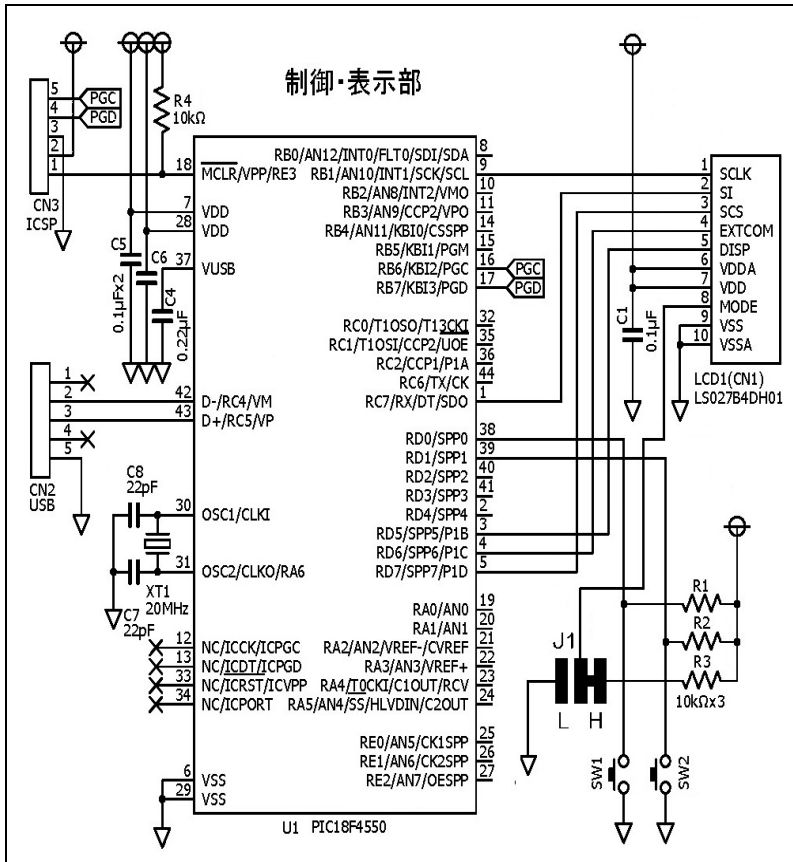 制御・表示部
5
4
3
2
1
PGC
PGD
CN3
ICSP
R4
10kΩ
18
MCLR/VPP/RE3
7
VDD
28
VDD
37
VUSB
C5
C6
0.1μFx2
C4
0.22μF
1
2
3
4
5
CN2
USB
42
D-/RC4/VM
43
D+/RC5/VP
C8
22pF
30
OSC1/CLKI
31
OSC2/CLKO/RA6
XT1
20MHz
C7
22pF
12
NC/ICCK/ICPGC
13
NC/ICDT/ICPGD
33
NC/ICRST/ICVPP
34
NC/ICPORT
6
VSS
29
VSS
RB0/AN12/INT0/FLT0/SDI/SDA
8
RB1/AN10/INT1/SCK/SCL
9
RB2/AN8/INT2/VMO
10
RB3/AN9/CCP2/VPO
11
RB4/AN11/KBI0/CSSPP
14
RB5/KBI1/PGM
15
RB6/KBI2/PGC
16
PGC
RB7/KBI3/PGD
17
PGD
RC0/T1OSO/T13CKI
32
RC1/T1OSI/CCP2/UOE
35
RC2/CCP1/P1A
36
RC6/TX/CK
44
RC7/RX/DT/SDO
1
RD0/SPP0
38
RD1/SPP1
39
RD2/SPP2
40
RD3/SPP3
41
RD4/SPP4
2
RD5/SPP5/P1B
3
RD6/SPP6/P1C
4
RD7/SPP7/P1D
5
RA0/AN0
19
RA1/AN1
20
RA2/AN2/VREF-/CVREF
21
RA3/AN3/VREF+
22
RA4/T0CKI/C1OUT/RCV
23
RA5/AN4/SS/HLVDIN/C2OUT
24
RE0/AN5/CK1SPP
25
RE1/AN6/CK2SPP
26
RE2/AN7/OESPP
27
U1 PIC18F4550
C1
0.1μF
1 SCLK
2 SI
3 SCS
4 EXTCOM
5 DISP
6 VDDA
7 VDD
8 MODE
9 VSS
10 VSSA
LCD1(CN1)
LS027B4DH01
R1
R2
R3
10kΩx3
J1
L H
SW1
SW2